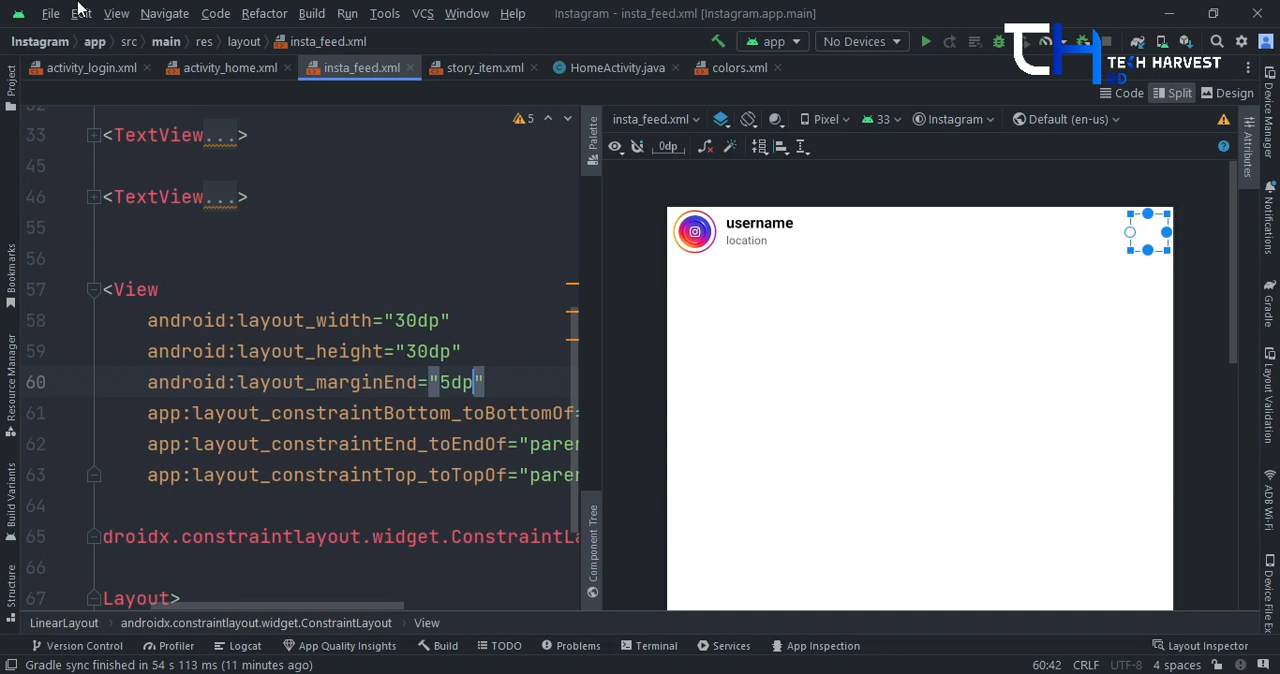 File Edit View Navigate Code Refactor Build Run Tools VCS Window Help Instagram - insta_feed.xml [Instagram.app.main]
Instagram app src main res layout insta_feed.xml app No Devices
TH TECH HARVEST BD
activity_login.xml activity_home.xml insta_feed.xml story_item.xml HomeActivity.java colors.xml
Code Split Design
Project
Bookmarks
Resource Manager
Build Variants
Structure
32
33 <TextView...>
45
46 <TextView...>
55
56
57 <View
58 android:layout_width="30dp"
59 android:layout_height="30dp"
60 android:layout_marginEnd="5dp"
61 app:layout_constraintBottom_toBottomOf=
62 app:layout_constraintEnd_toEndOf="paren
63 app:layout_constraintTop_toTopOf="paren
64
65 droidx.constraintlayout.widget.ConstraintLa
66
67 Layout>
5
Palette
Component Tree
insta_feed.xml Pixel 33 Instagram Default (en-us)
0dp
username
location
Attributes
Device Manager
Notifications
Gradle
Layout Validation
ADB Wi-Fi
Device File Ex
LinearLayout androidx.constraintlayout.widget.ConstraintLayout View
Version Control Profiler Logcat App Quality Insights Build TODO Problems Terminal Services App Inspection Layout Inspector
Gradle sync finished in 54 s 113 ms (11 minutes ago) 60:42 CRLF UTF-8 4 spaces